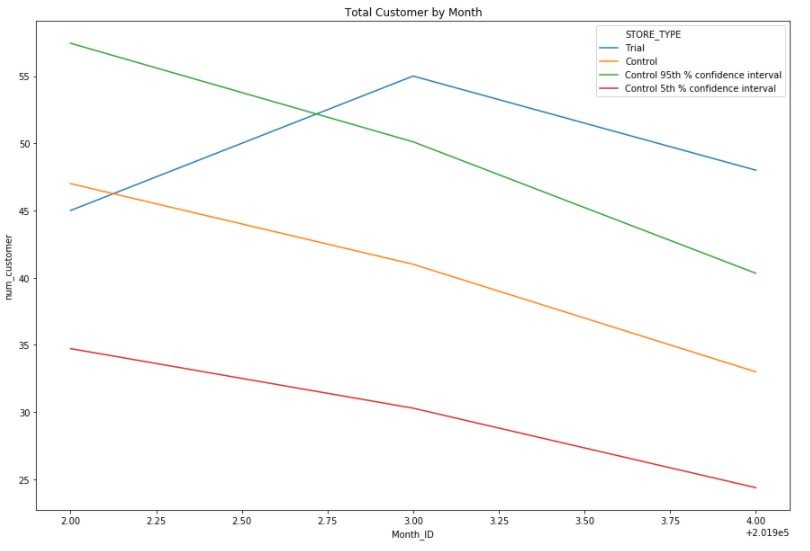 Total Customer by Month
STORE_TYPE
Trial
Control
Control 95th % confidence interval
Control 5th % confidence interval
num_customer
55
50
45
40
35
30
25
2.00 2.25 2.50 2.75 3.00 3.25 3.50 3.75 4.00
+2.019e5
Month_ID